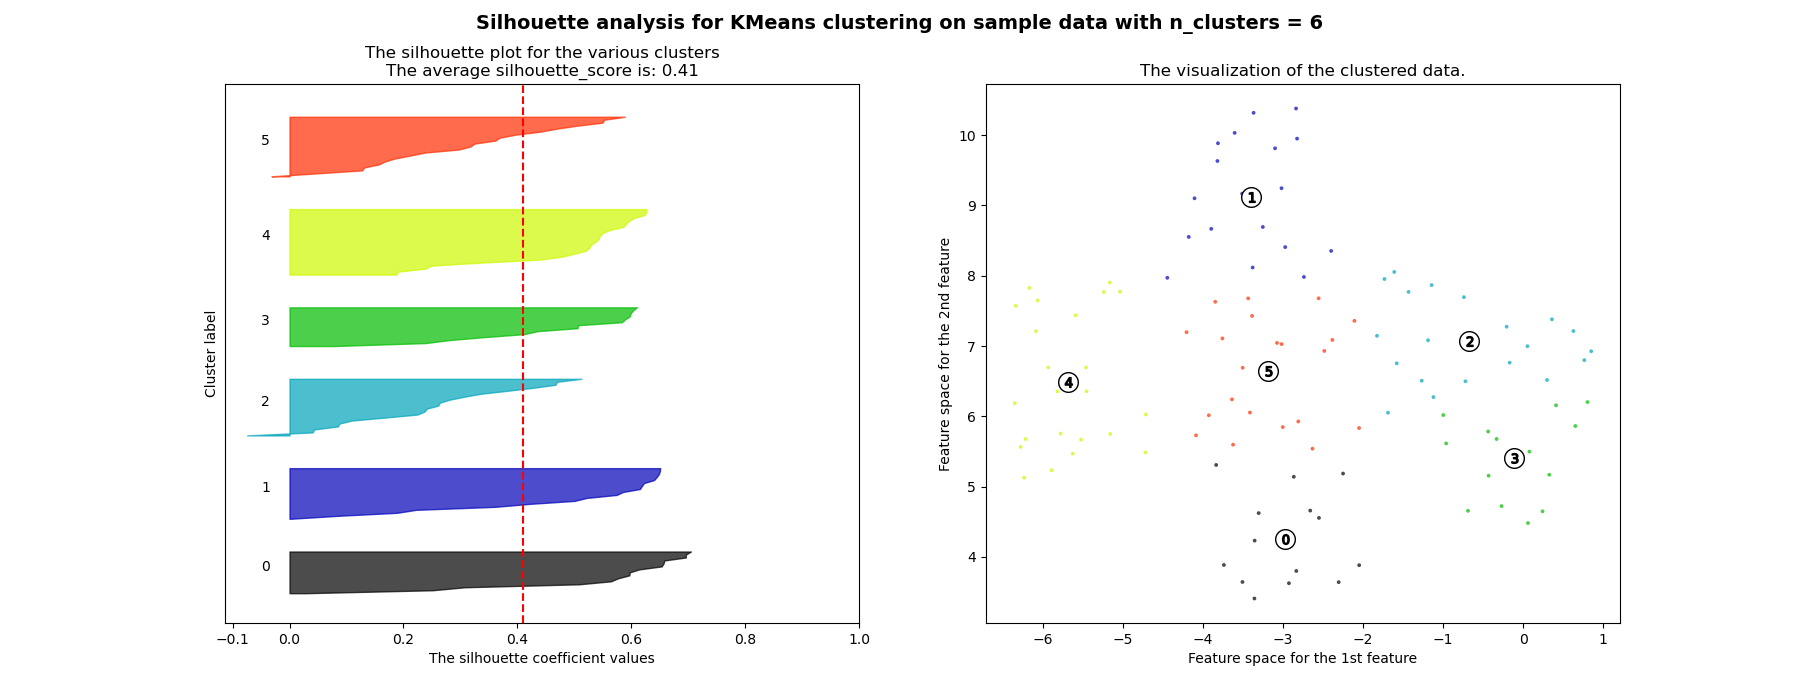 Silhouette analysis for KMeans clustering on sample data with n_clusters = 6
The silhouette plot for the various clusters
The average silhouette_score is: 0.41
5
4
3
2
1
0
Cluster label
−0.1 0.0 0.2 0.4 0.6 0.8 1.0
The silhouette coefficient values
The visualization of the clustered data.
10
9
8
7
6
5
4
Feature space for the 2nd feature
1
2
5
4
3
0
−6 −5 −4 −3 −2 −1 0 1
Feature space for the 1st feature